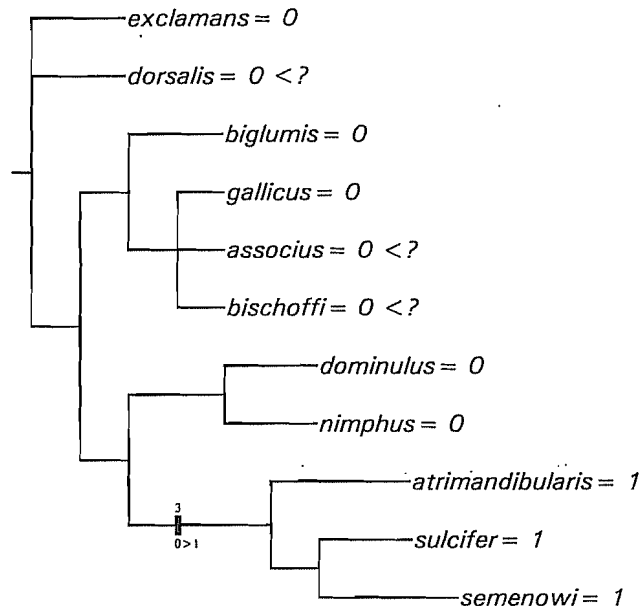 exclamans = 0
dorsalis = 0 <?
biglumis = 0
gallicus = 0
associus = 0 <?
bischoffi = 0 <?
dominulus = 0
nimphus = 0
atrimandibularis = 1
3
0>1
sulcifer = 1
semenowi = 1